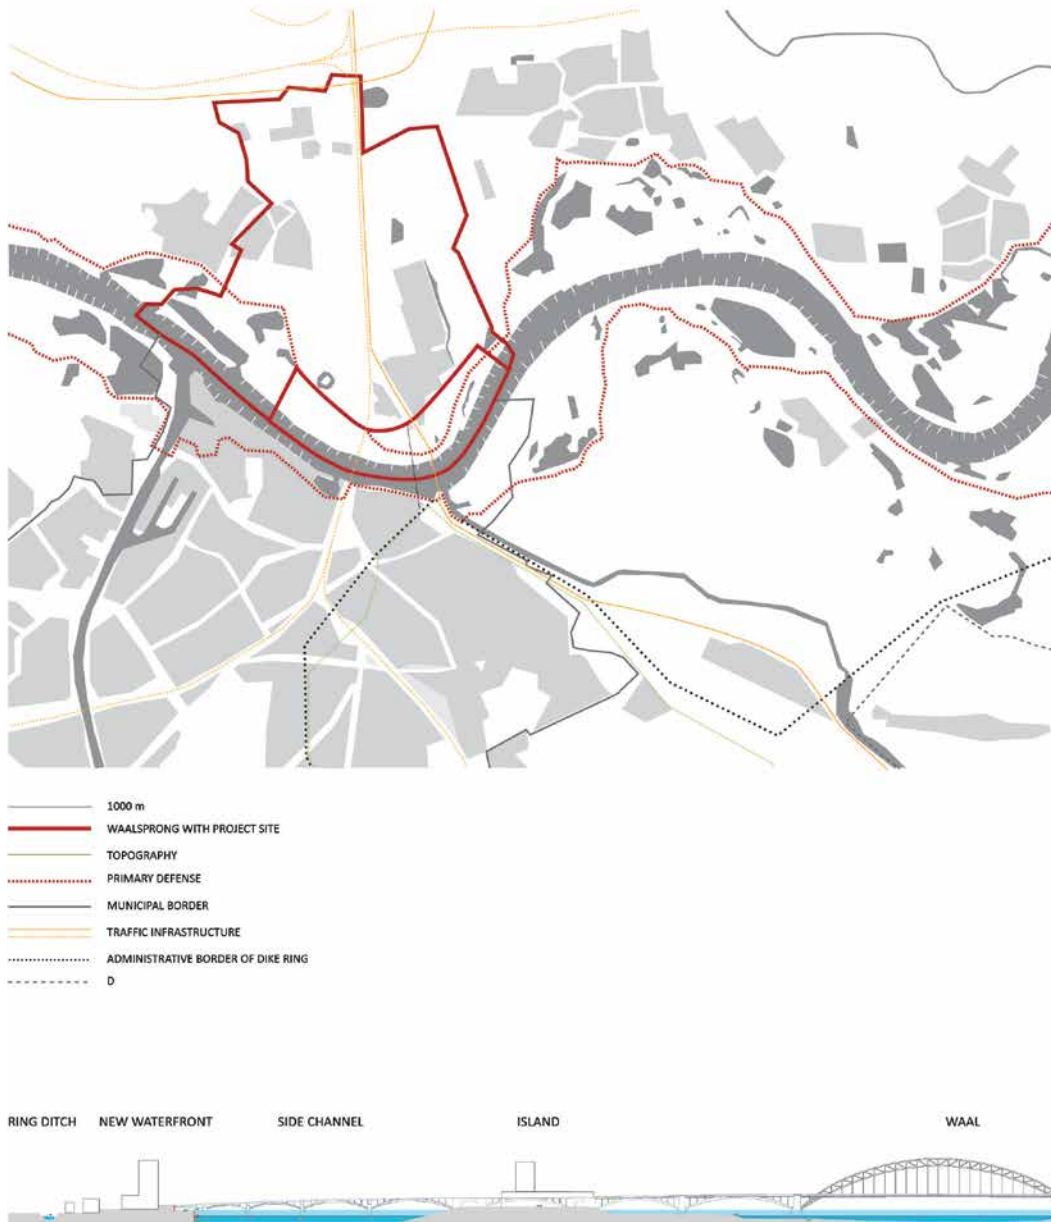 1000 m
WAALSPRONG WITH PROJECT SITE
TOPOGRAPHY
PRIMARY DEFENSE
MUNICIPAL BORDER
TRAFFIC INFRASTRUCTURE
ADMINISTRATIVE BORDER OF DIKE RING
D
RING DITCH NEW WATERFRONT SIDE CHANNEL ISLAND WAAL